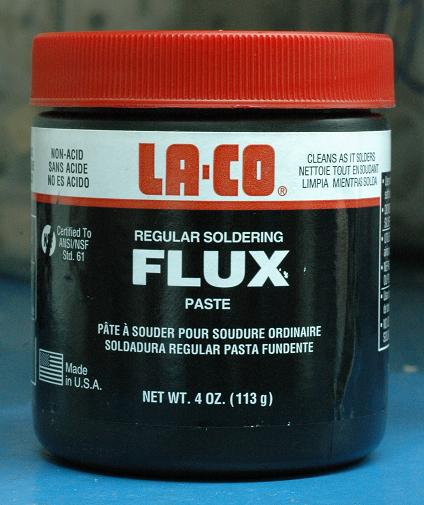 NON-ACID
SANS ACIDE
NO ES ACIDO
LA-CO®
CLEANS AS IT SOLDERS
NETTOIE TOUT EN SOUDANT
LIMPIA MIENTRAS SOLDA
Certified To
ANSI/NSF
Std. 61
REGULAR SOLDERING
FLUX
PASTE
PÂTE À SOUDER POUR SOUDURE ORDINAIRE
SOLDADURA REGULAR PASTA FUNDENTE
Made
in U.S.A.
NET WT. 4 OZ. (113 g)